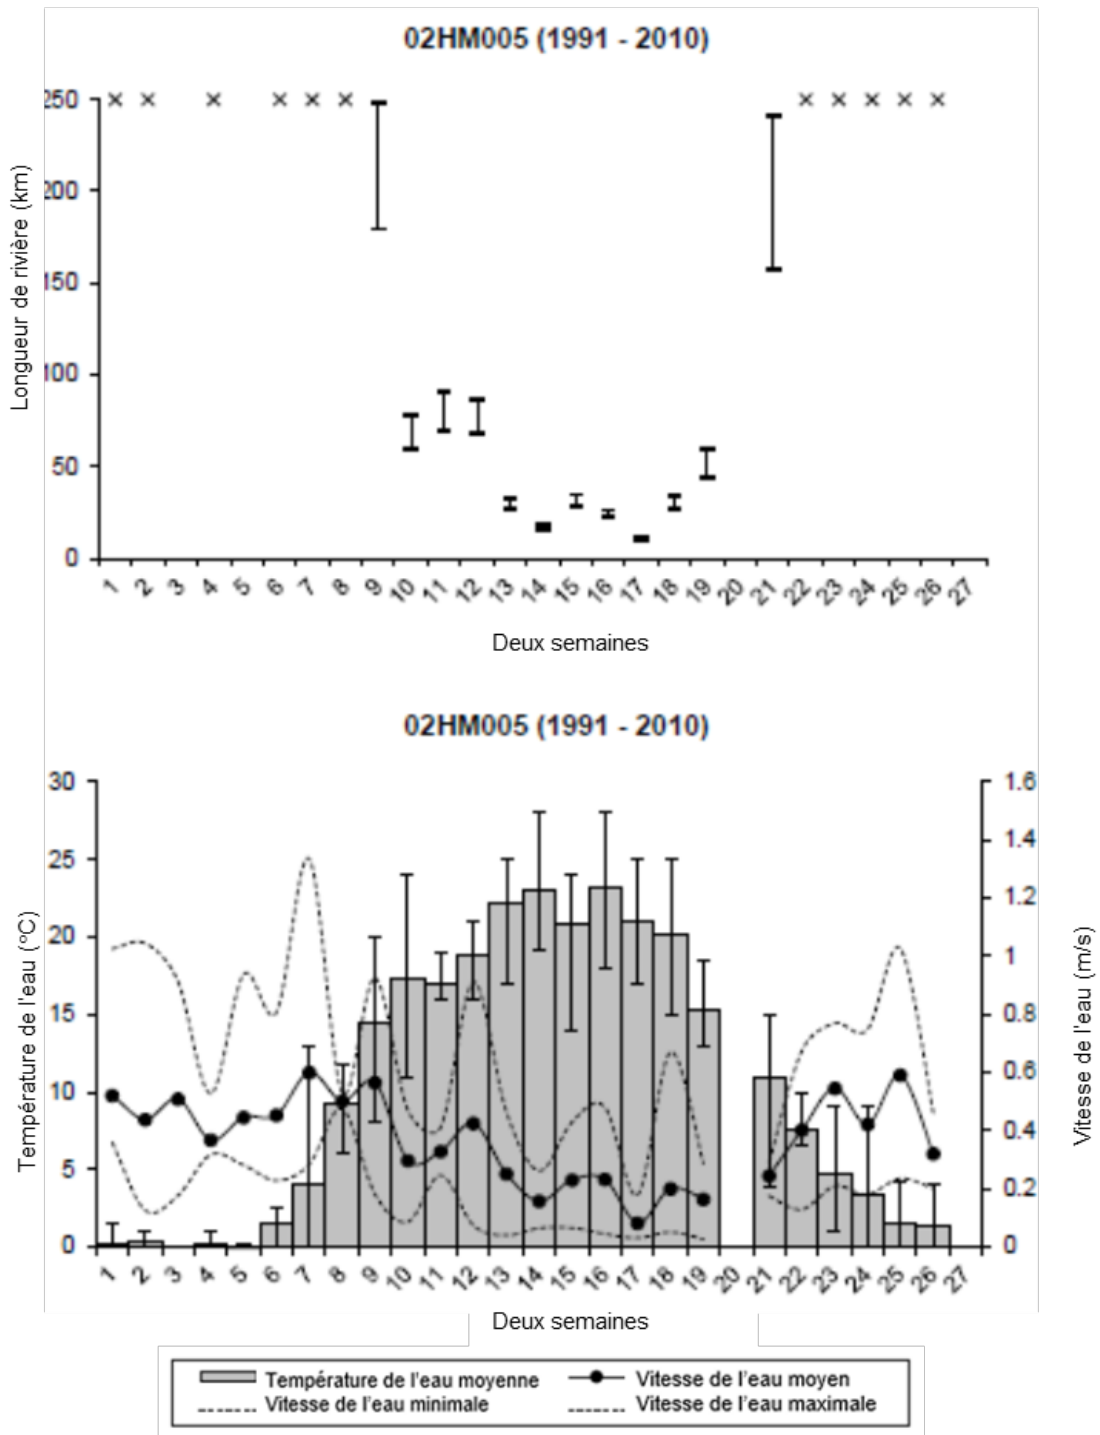 02HM005 (1991 - 2010)
250
200
150
100
50
0
Longueur de rivière (km)
1 2 3 4 5 6 7 8 9 10 11 12 13 14 15 16 17 18 19 20 21 22 23 24 25 26 27
Deux semaines
02HM005 (1991 - 2010)
30
25
20
15
10
5
0
Température de l'eau (°C)
1.6
1.4
1.2
1
0.8
0.6
0.4
0.2
0
Vitesse de l'eau (m/s)
1 2 3 4 5 6 7 8 9 10 11 12 13 14 15 16 17 18 19 20 21 22 23 24 25 26 27
Deux semaines
Température de l'eau moyenne Vitesse de l'eau moyen
Vitesse de l'eau minimale Vitesse de l'eau maximale